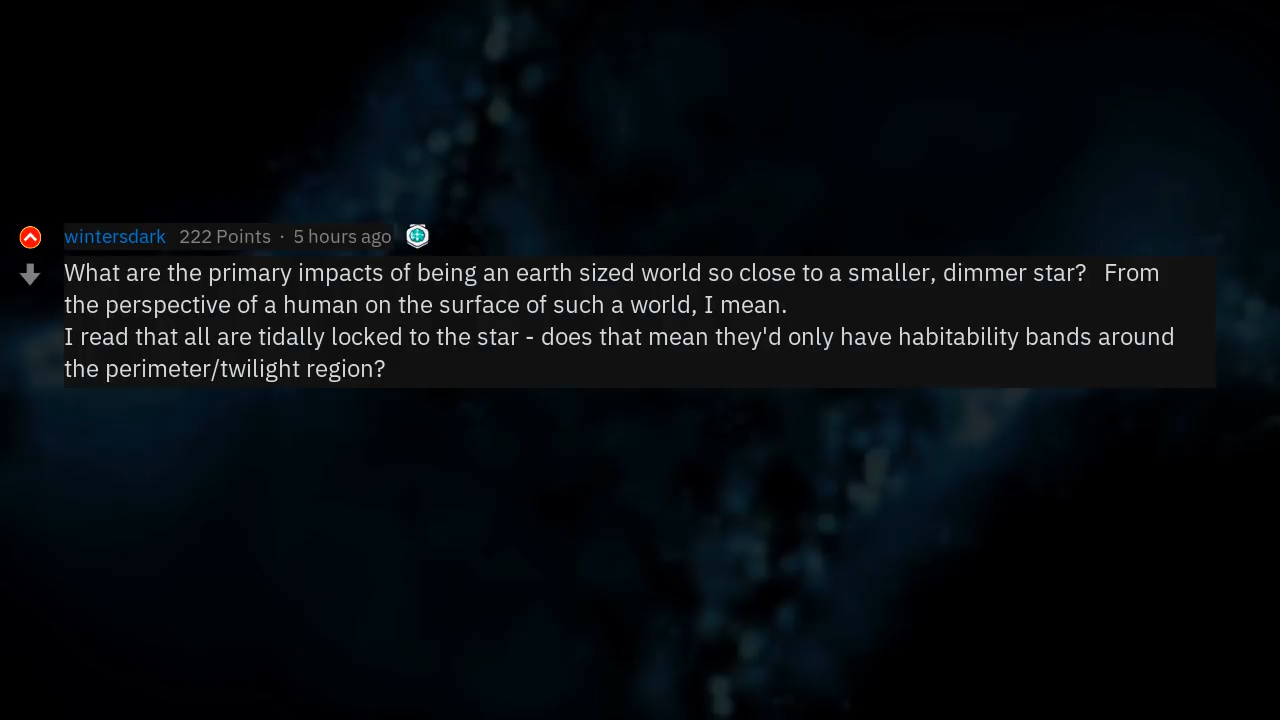 wintersdark 222 Points · 5 hours ago
What are the primary impacts of being an earth sized world so close to a smaller, dimmer star?   From
the perspective of a human on the surface of such a world, I mean.
I read that all are tidally locked to the star - does that mean they'd only have habitability bands around
the perimeter/twilight region?